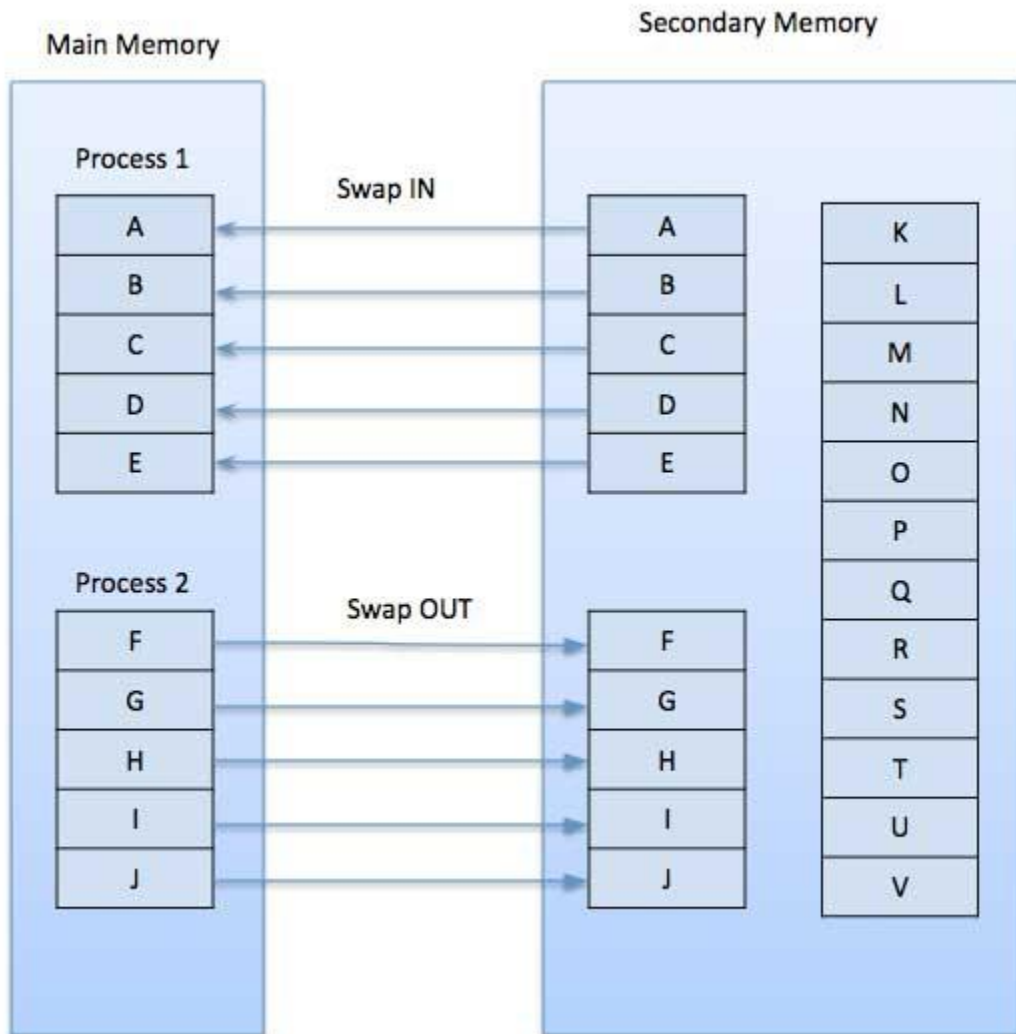 Main Memory
Secondary Memory
Process 1
Swap IN
A
B
C
D
E
Process 2
Swap OUT
F
G
H
I
J
A
B
C
D
E
F
G
H
I
J
K
L
M
N
O
P
Q
R
S
T
U
V